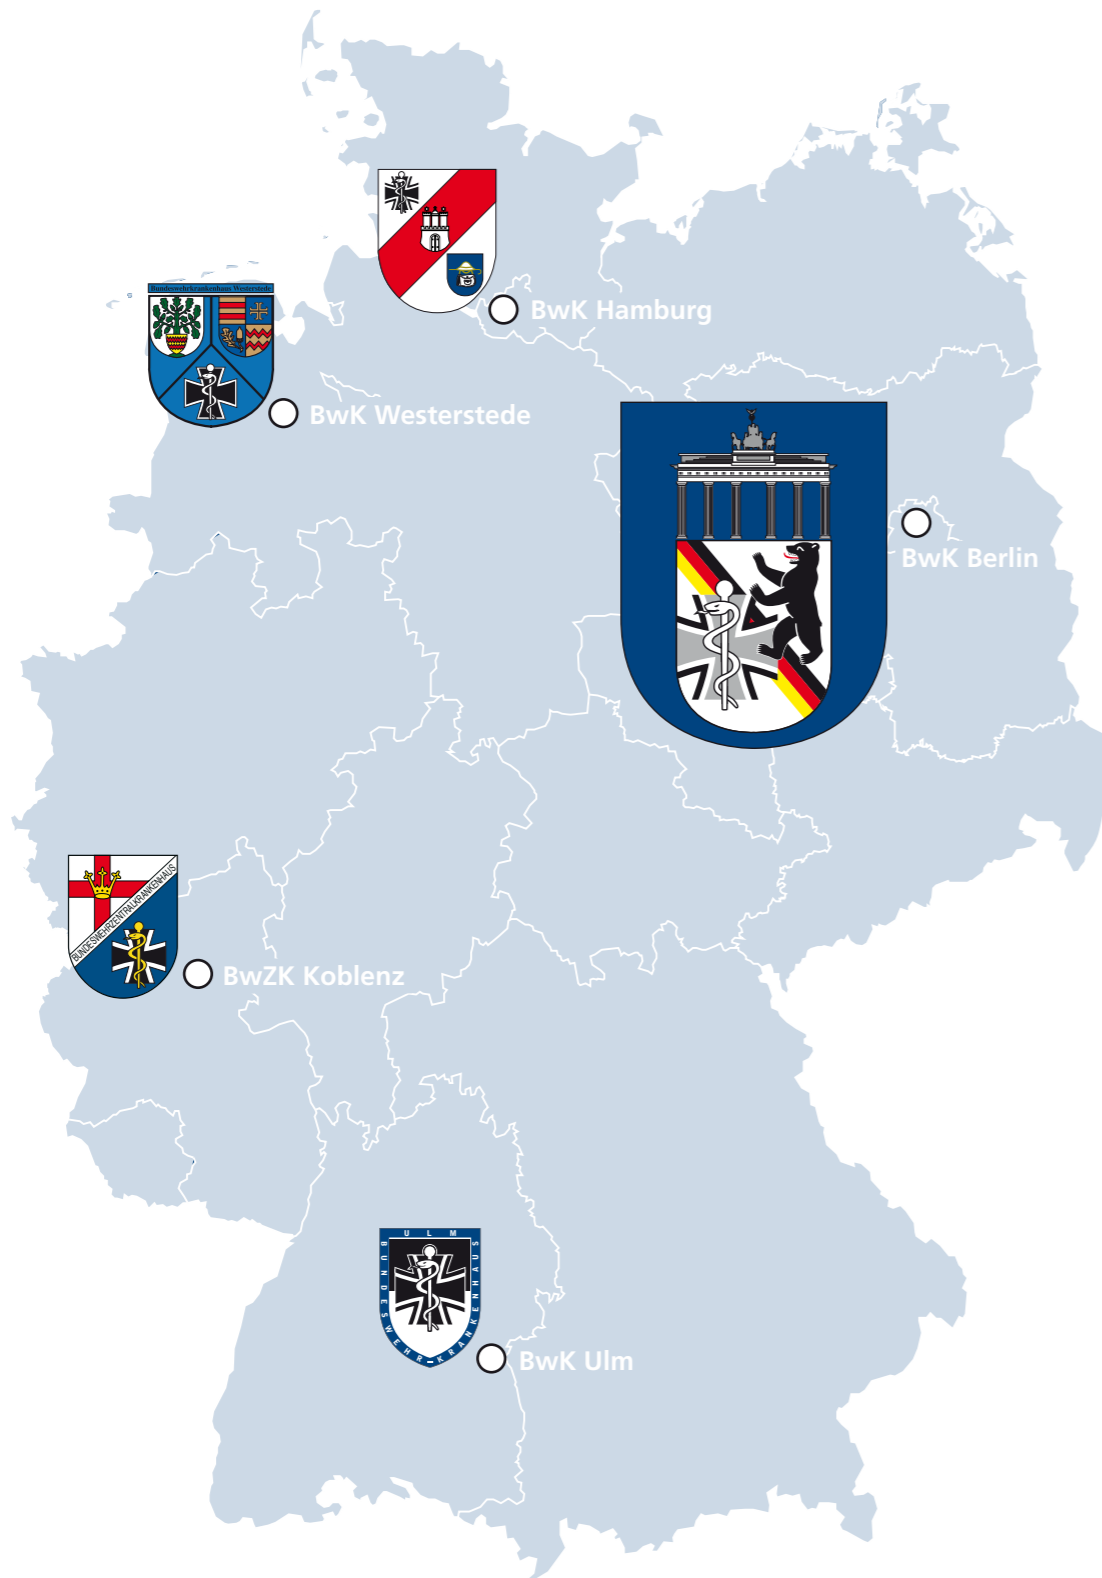 BwK Hamburg
Bundeswehrkrankenhaus Westerstede
BwK Westerstede
BwK Berlin
BUNDESWEHRZENTRALKRANKENHAUS
BwZK Koblenz
ULM
BUNDESWEHR–KRANKENHAUS
BwK Ulm